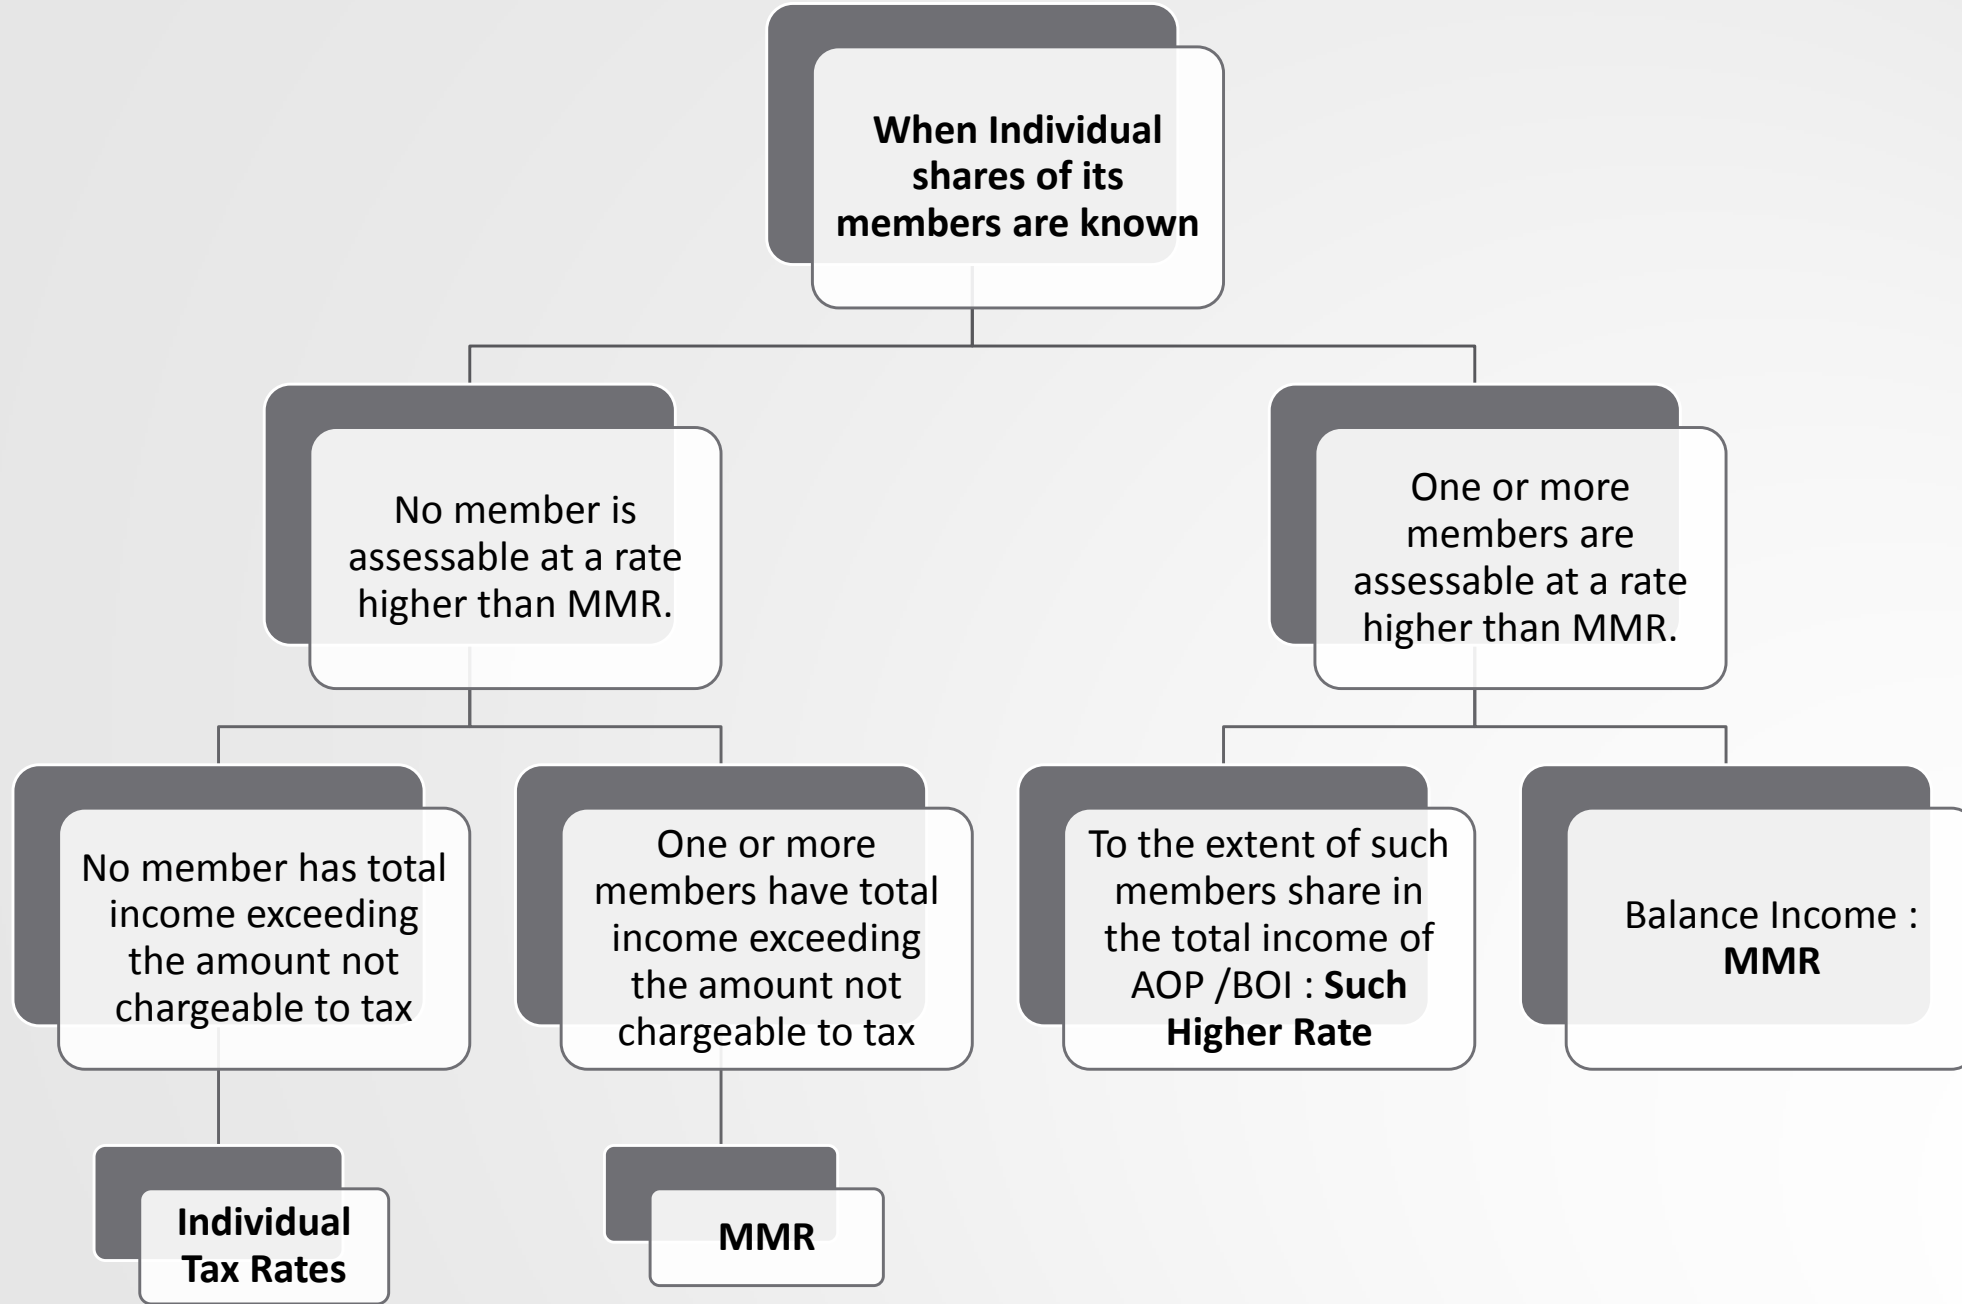 When Individual
shares of its
members are known
No member is
assessable at a rate
higher than MMR.
One or more
members are
assessable at a rate
higher than MMR.
No member has total
income exceeding
the amount not
chargeable to tax
One or more
members have total
income exceeding
the amount not
chargeable to tax
To the extent of such
members share in
the total income of
AOP /BOI : Such
Higher Rate
Balance Income :
MMR
Individual
Tax Rates
MMR